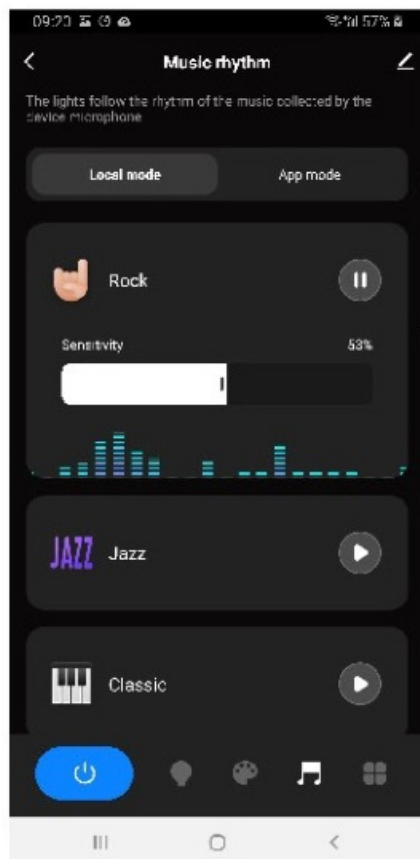 09:20
57%
Music rhythm
The lights follow the rhythm of the music collected by the
device microphone
Local mode
App mode
Rock
Sensitivity
53%
JAZZ Jazz
Classic